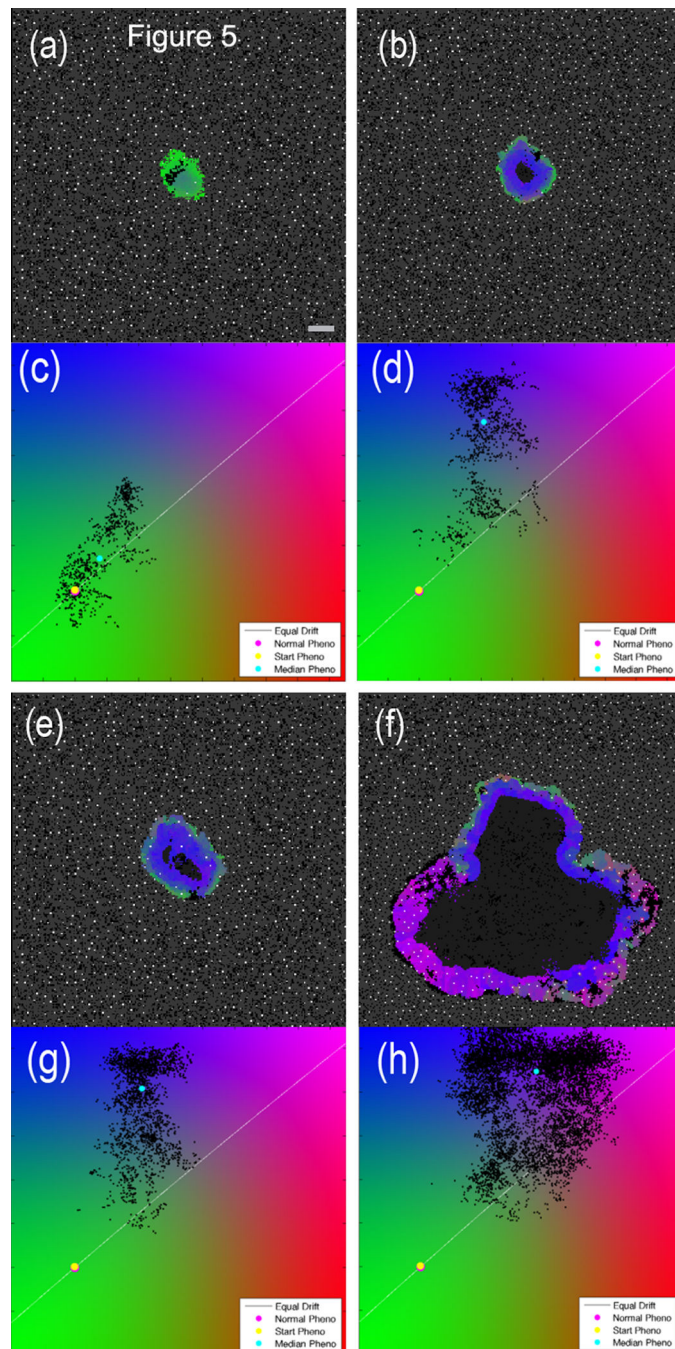 (a)
Figure 5
(b)
(c)
Equal Drift
Normal Pheno
Start Pheno
Median Pheno
(d)
Equal Drift
Normal Pheno
Start Pheno
Median Pheno
(e)
(f)
(g)
Equal Drift
Normal Pheno
Start Pheno
Median Pheno
(h)
Equal Drift
Normal Pheno
Start Pheno
Median Pheno